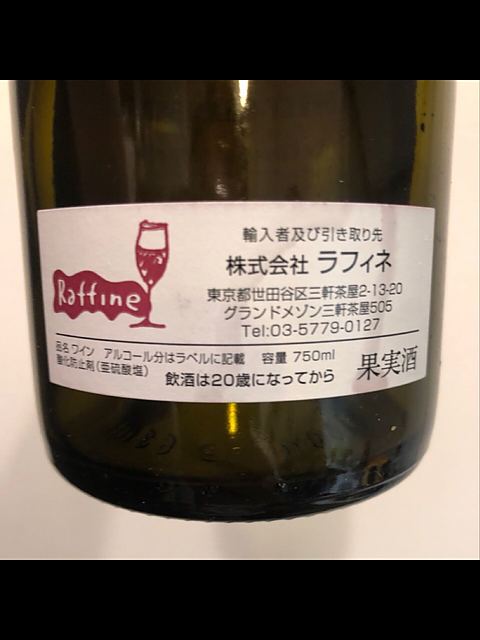 Raffine
輸入者及び引き取り先
株式会社 ラフィネ
東京都世田谷区三軒茶屋2-13-20
グランドメゾン三軒茶屋505
Tel:03-5779-0127
品名 ワイン アルコール分はラベルに記載 容量 750ml
酸化防止剤(亜硫酸塩)
飲酒は20歳になってから
果実酒